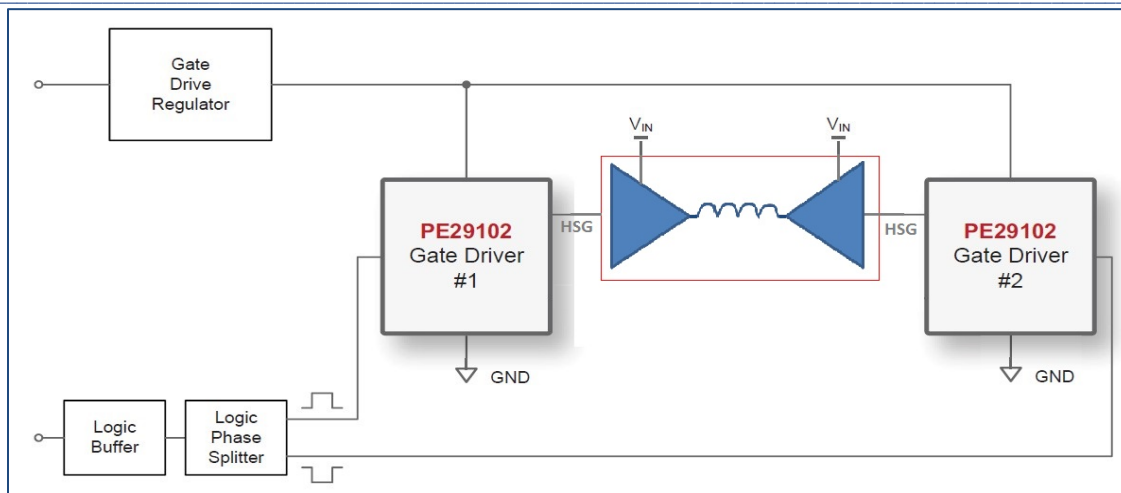 Gate
Drive
Regulator
VIN
VIN
PE29102
Gate Driver
#1
HSG
HSG
PE29102
Gate Driver
#2
GND
GND
Logic
Buffer
Logic
Phase
Splitter